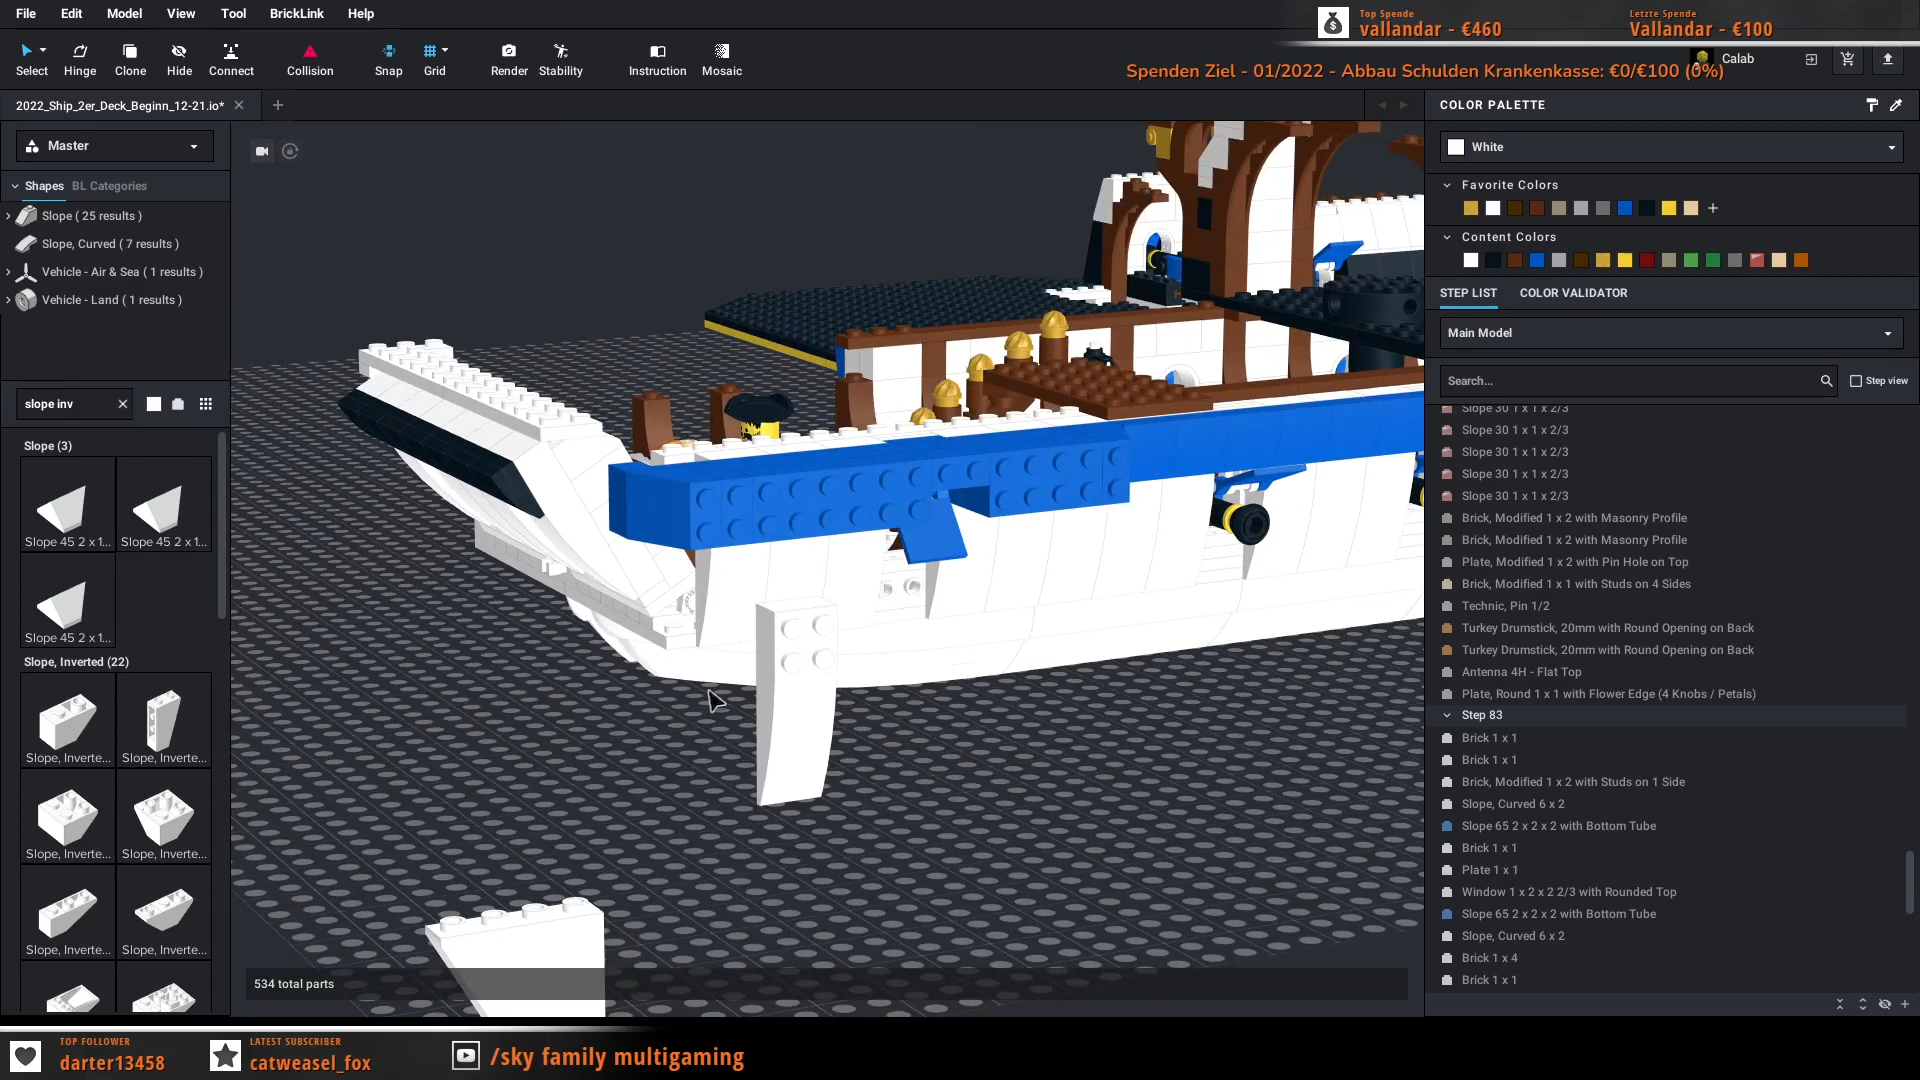 File Edit Model View Tool BrickLink Help
Top Spende
vallandar - €460
Letzte Spende
Vallandar - €100
Select Hinge Clone Hide Connect Collision Snap Grid Render Stability Instruction Mosaic
Calab
Spenden Ziel - 01/2022 - Abbau Schulden Krankenkasse: €0/€100 (0%)
2022_Ship_2er_Deck_Beginn_12-21.io*
Master
Shapes BL Categories
Slope ( 25 results )
Slope, Curved ( 7 results )
Vehicle - Air & Sea ( 1 results )
Vehicle - Land ( 1 results )
slope inv
Slope (3)
Slope 45 2 x 1...
Slope 45 2 x 1...
Slope 45 2 x 1...
Slope, Inverted (22)
Slope, Inverte...
Slope, Inverte...
Slope, Inverte...
Slope, Inverte...
Slope, Inverte...
Slope, Inverte...
534 total parts
COLOR PALETTE
White
Favorite Colors
Content Colors
STEP LIST COLOR VALIDATOR
Main Model
Search...
Step view
Slope 30 1 x 1 x 2/3
Slope 30 1 x 1 x 2/3
Slope 30 1 x 1 x 2/3
Slope 30 1 x 1 x 2/3
Slope 30 1 x 1 x 2/3
Brick, Modified 1 x 2 with Masonry Profile
Brick, Modified 1 x 2 with Masonry Profile
Plate, Modified 1 x 2 with Pin Hole on Top
Brick, Modified 1 x 1 with Studs on 4 Sides
Technic, Pin 1/2
Turkey Drumstick, 20mm with Round Opening on Back
Turkey Drumstick, 20mm with Round Opening on Back
Antenna 4H - Flat Top
Plate, Round 1 x 1 with Flower Edge (4 Knobs / Petals)
Step 83
Brick 1 x 1
Brick 1 x 1
Brick, Modified 1 x 2 with Studs on 1 Side
Slope, Curved 6 x 2
Slope 65 2 x 2 x 2 with Bottom Tube
Brick 1 x 1
Plate 1 x 1
Window 1 x 2 x 2 2/3 with Rounded Top
Slope 65 2 x 2 x 2 with Bottom Tube
Slope, Curved 6 x 2
Brick 1 x 4
Brick 1 x 1
TOP FOLLOWER
darter13458
LATEST SUBSCRIBER
catweasel_fox
/sky family multigaming